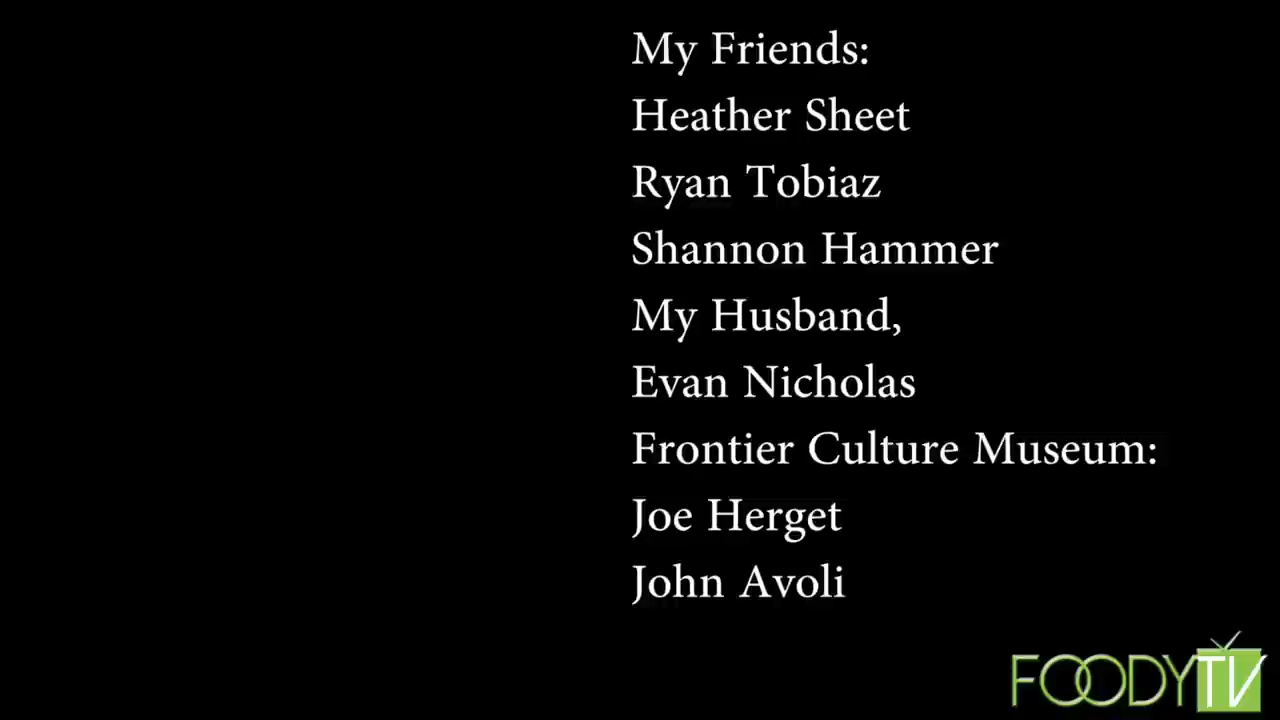 My Friends:
Heather Sheet
Ryan Tobiaz
Shannon Hammer
My Husband,
Evan Nicholas
Frontier Culture Museum:
Joe Herget
John Avoli
FOODYTV